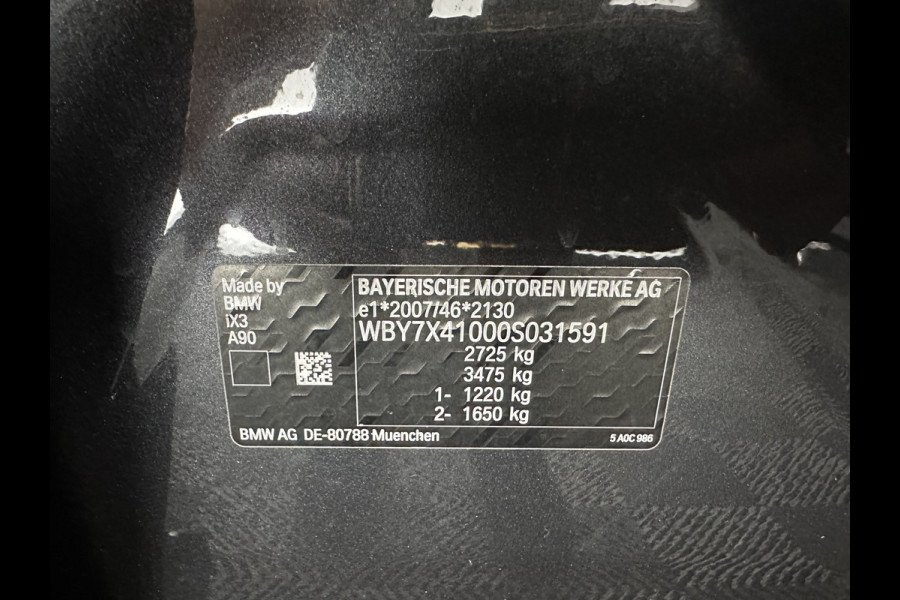 Made by
BMW
iX3
A90
BAYERISCHE MOTOREN WERKE AG
e1*2007/46*2130
WBY7X41000S031591
2725 kg
3475 kg
1- 1220 kg
2- 1650 kg
BMW AG DE-80788 Muenchen
5 A0C 986